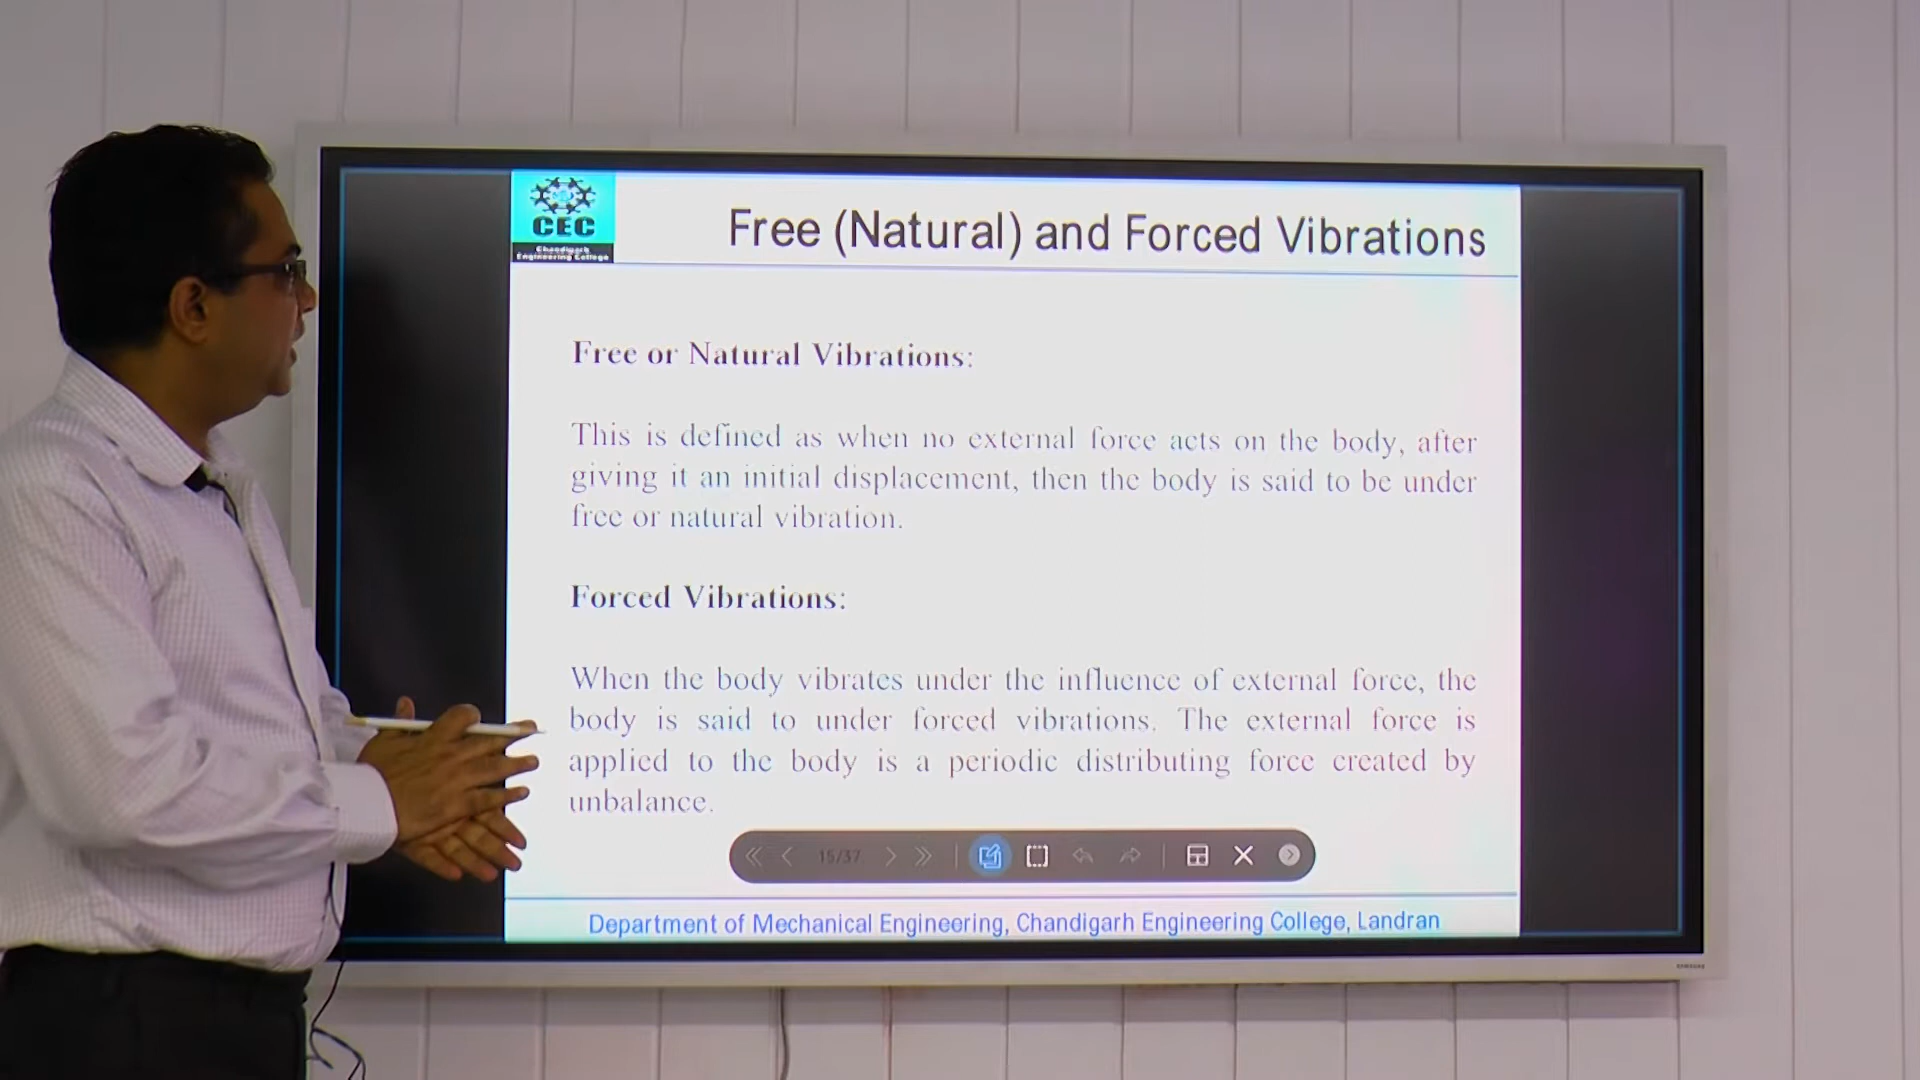 CEC
Chandigarh
Engineering College
Free (Natural) and Forced Vibrations
Free or Natural Vibrations:
This is defined as when no external force acts on the body, after
giving it an initial displacement, then the body is said to be under
free or natural vibration.
Forced Vibrations:
When the body vibrates under the influence of external force, the
body is said to under forced vibrations. The external force is
applied to the body is a periodic distributing force created by
unbalance.
15/37
Department of Mechanical Engineering, Chandigarh Engineering College, Landran
SAMSUNG